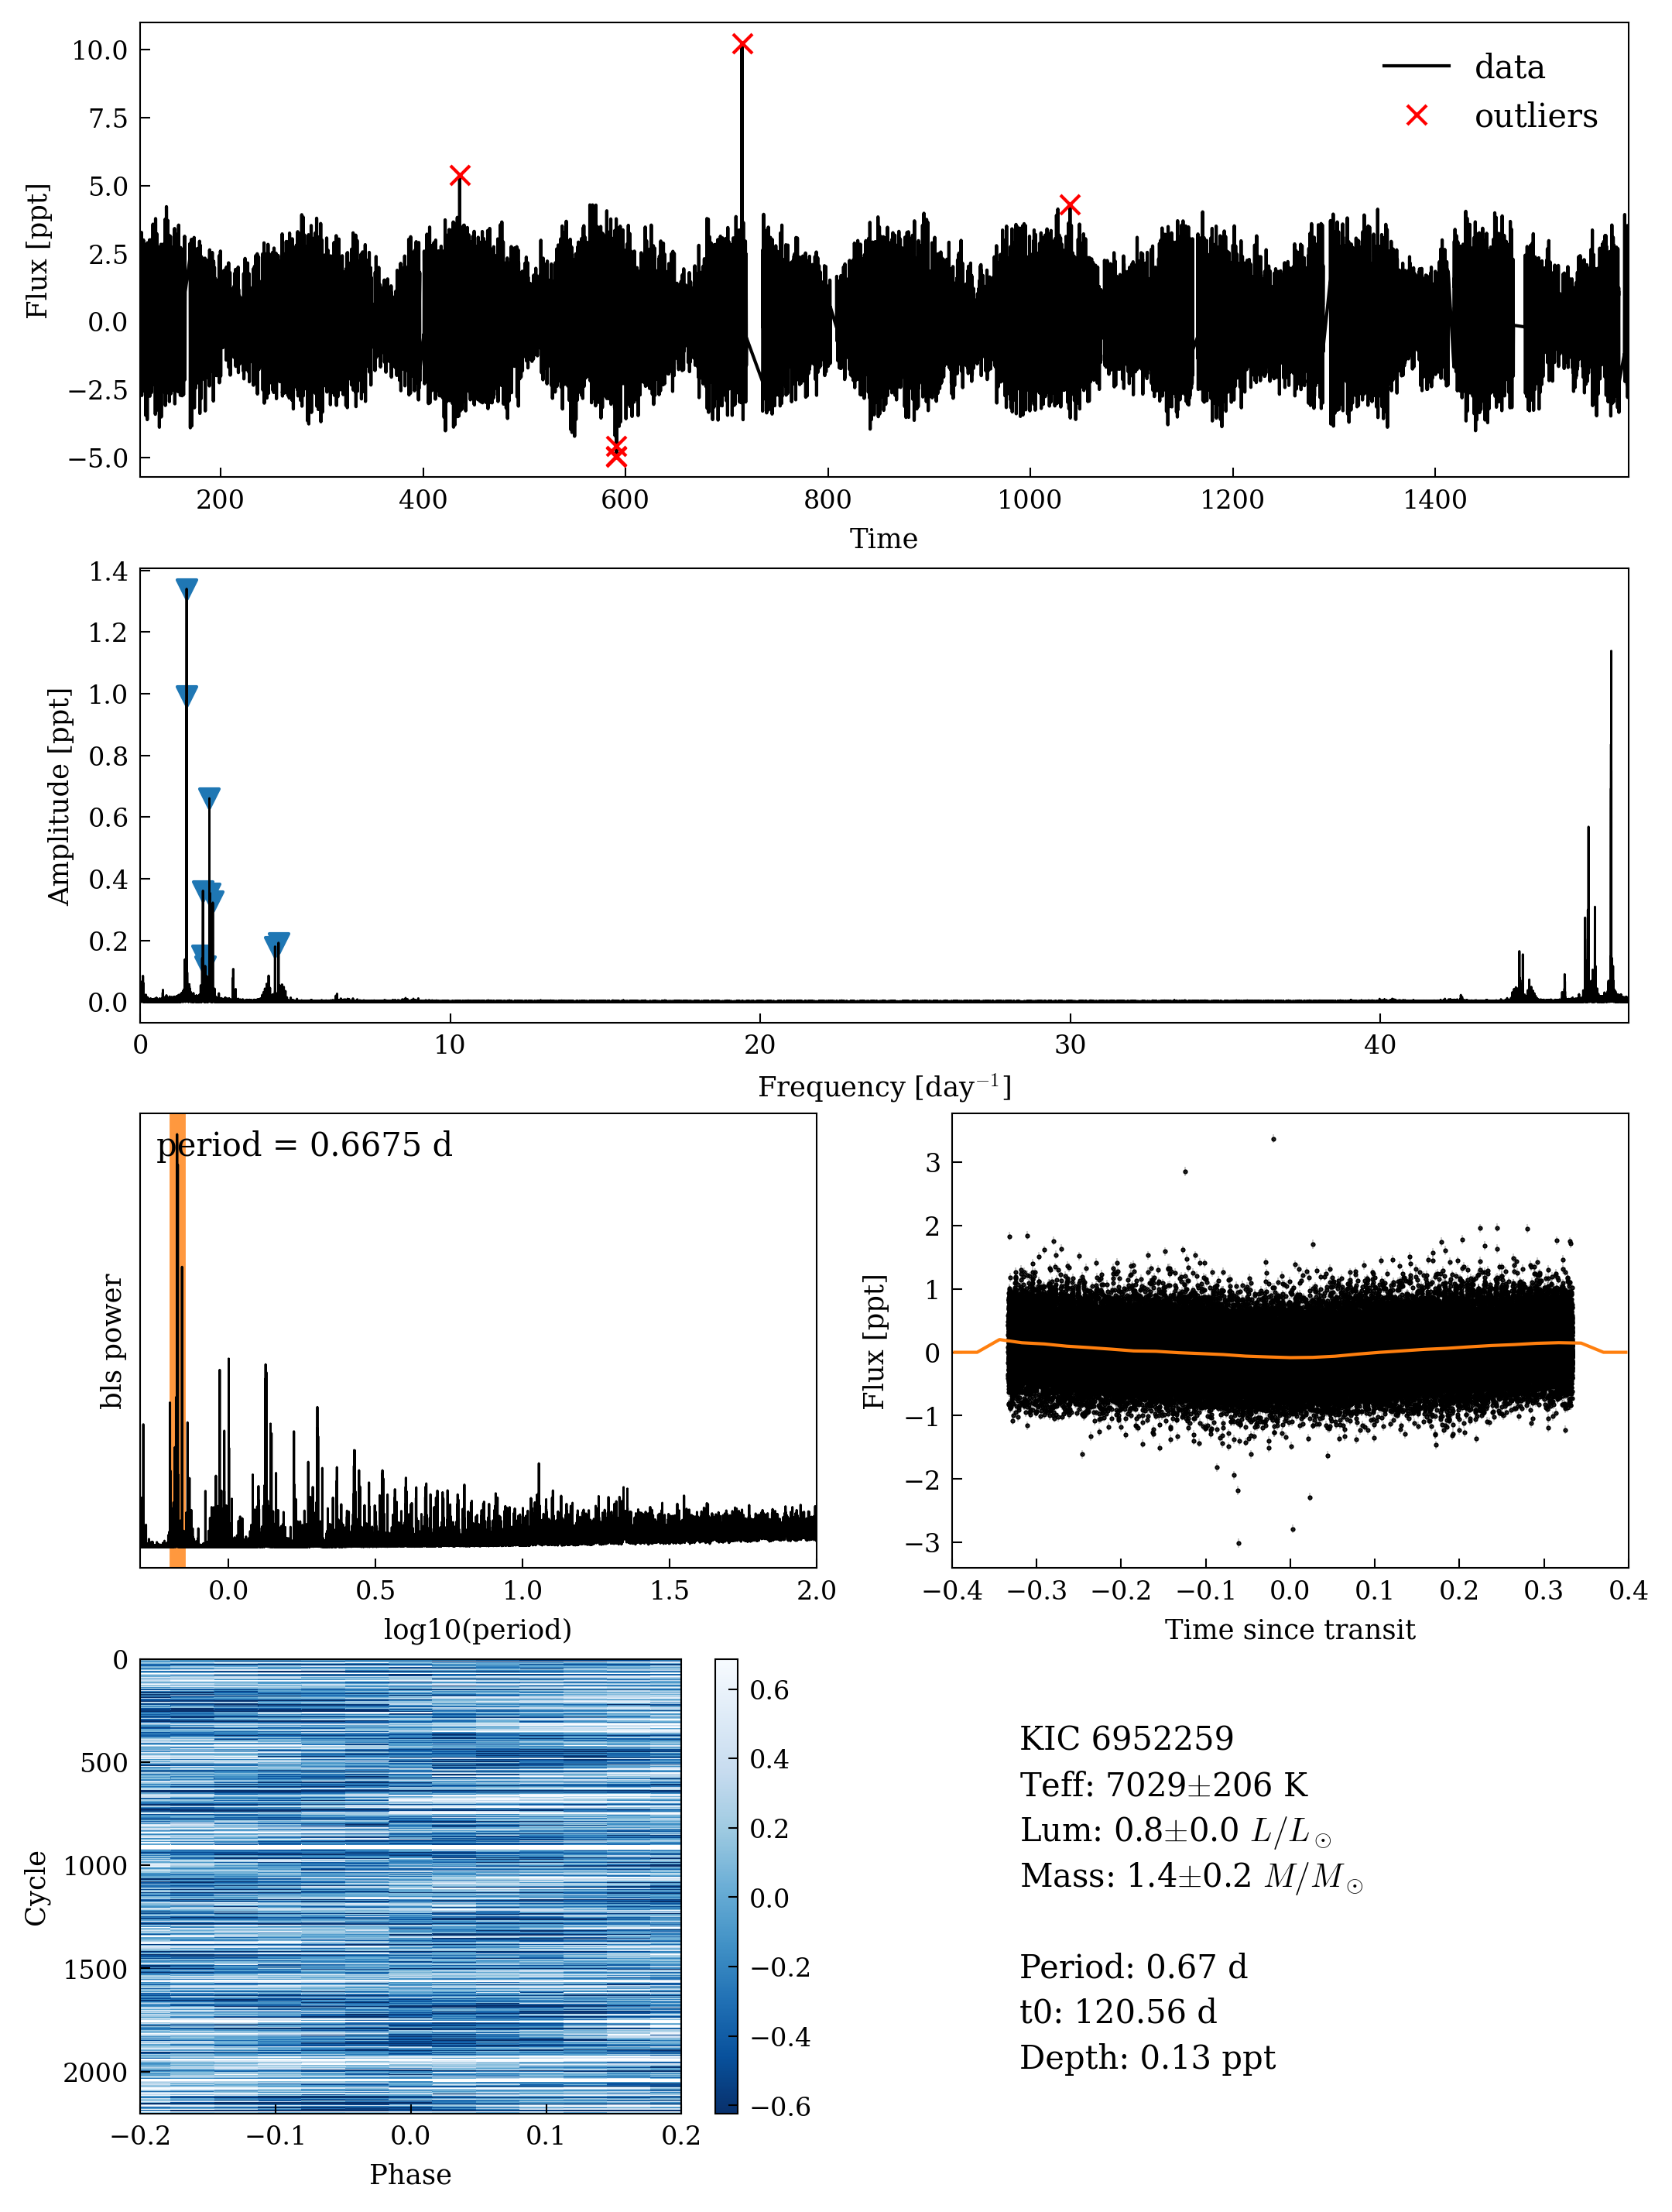 10.0
7.5
5.0
2.5
0.0
−2.5
−5.0
Flux [ppt]
data
outliers
200 400 600 800 1000 1200 1400
Time
1.4
1.2
1.0
0.8
0.6
0.4
0.2
0.0
Amplitude [ppt]
0 10 20 30 40
Frequency [day⁻¹]
period = 0.6675 d
bls power
0.0 0.5 1.0 1.5 2.0
log10(period)
3
2
1
0
−1
−2
−3
Flux [ppt]
−0.4 −0.3 −0.2 −0.1 0.0 0.1 0.2 0.3 0.4
Time since transit
0
500
1000
1500
2000
Cycle
−0.2 −0.1 0.0 0.1 0.2
Phase
0.6
0.4
0.2
0.0
−0.2
−0.4
−0.6
KIC 6952259
Teff: 7029±206 K
Lum: 0.8±0.0 L/L☉
Mass: 1.4±0.2 M/M☉
Period: 0.67 d
t0: 120.56 d
Depth: 0.13 ppt